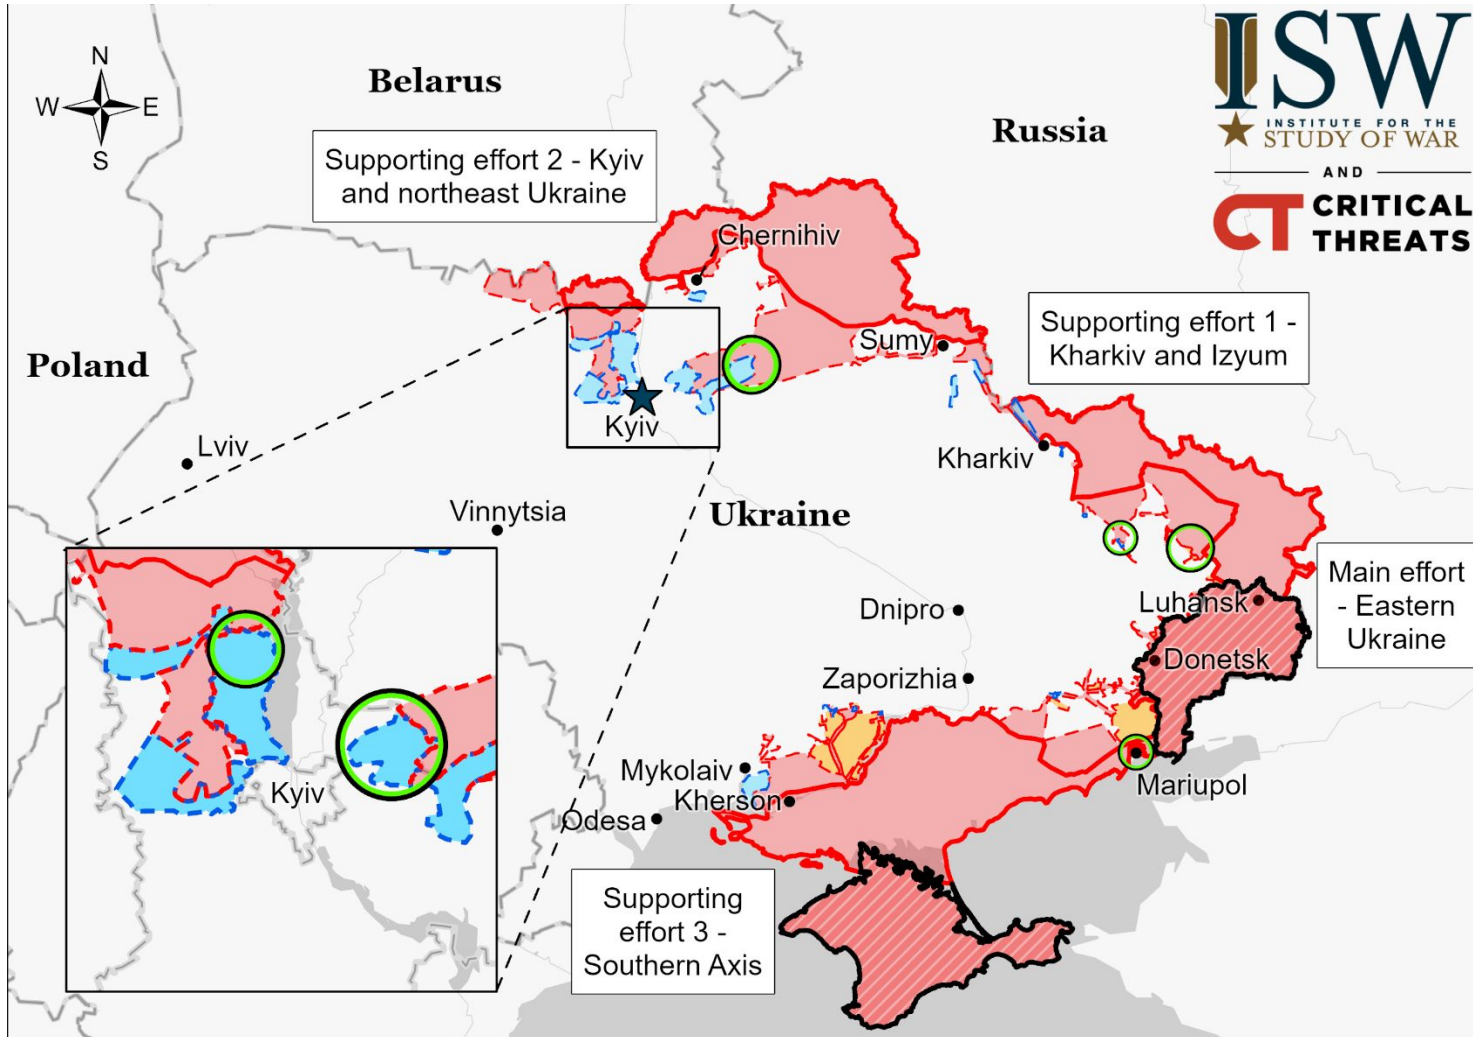 N
W
E
S
Belarus
Russia
ISW
INSTITUTE FOR THE
STUDY OF WAR
AND
CT CRITICAL
THREATS
Supporting effort 2 - Kyiv
and northeast Ukraine
Chernihiv
Supporting effort 1 -
Kharkiv and Izyum
Poland
Sumy
Kyiv
Lviv
Kharkiv
Vinnytsia
Ukraine
Main effort
- Eastern
Ukraine
Luhansk
Dnipro
Donetsk
Zaporizhia
Mykolaiv
Kherson
Mariupol
Odesa
Kyiv
Supporting
effort 3 -
Southern Axis